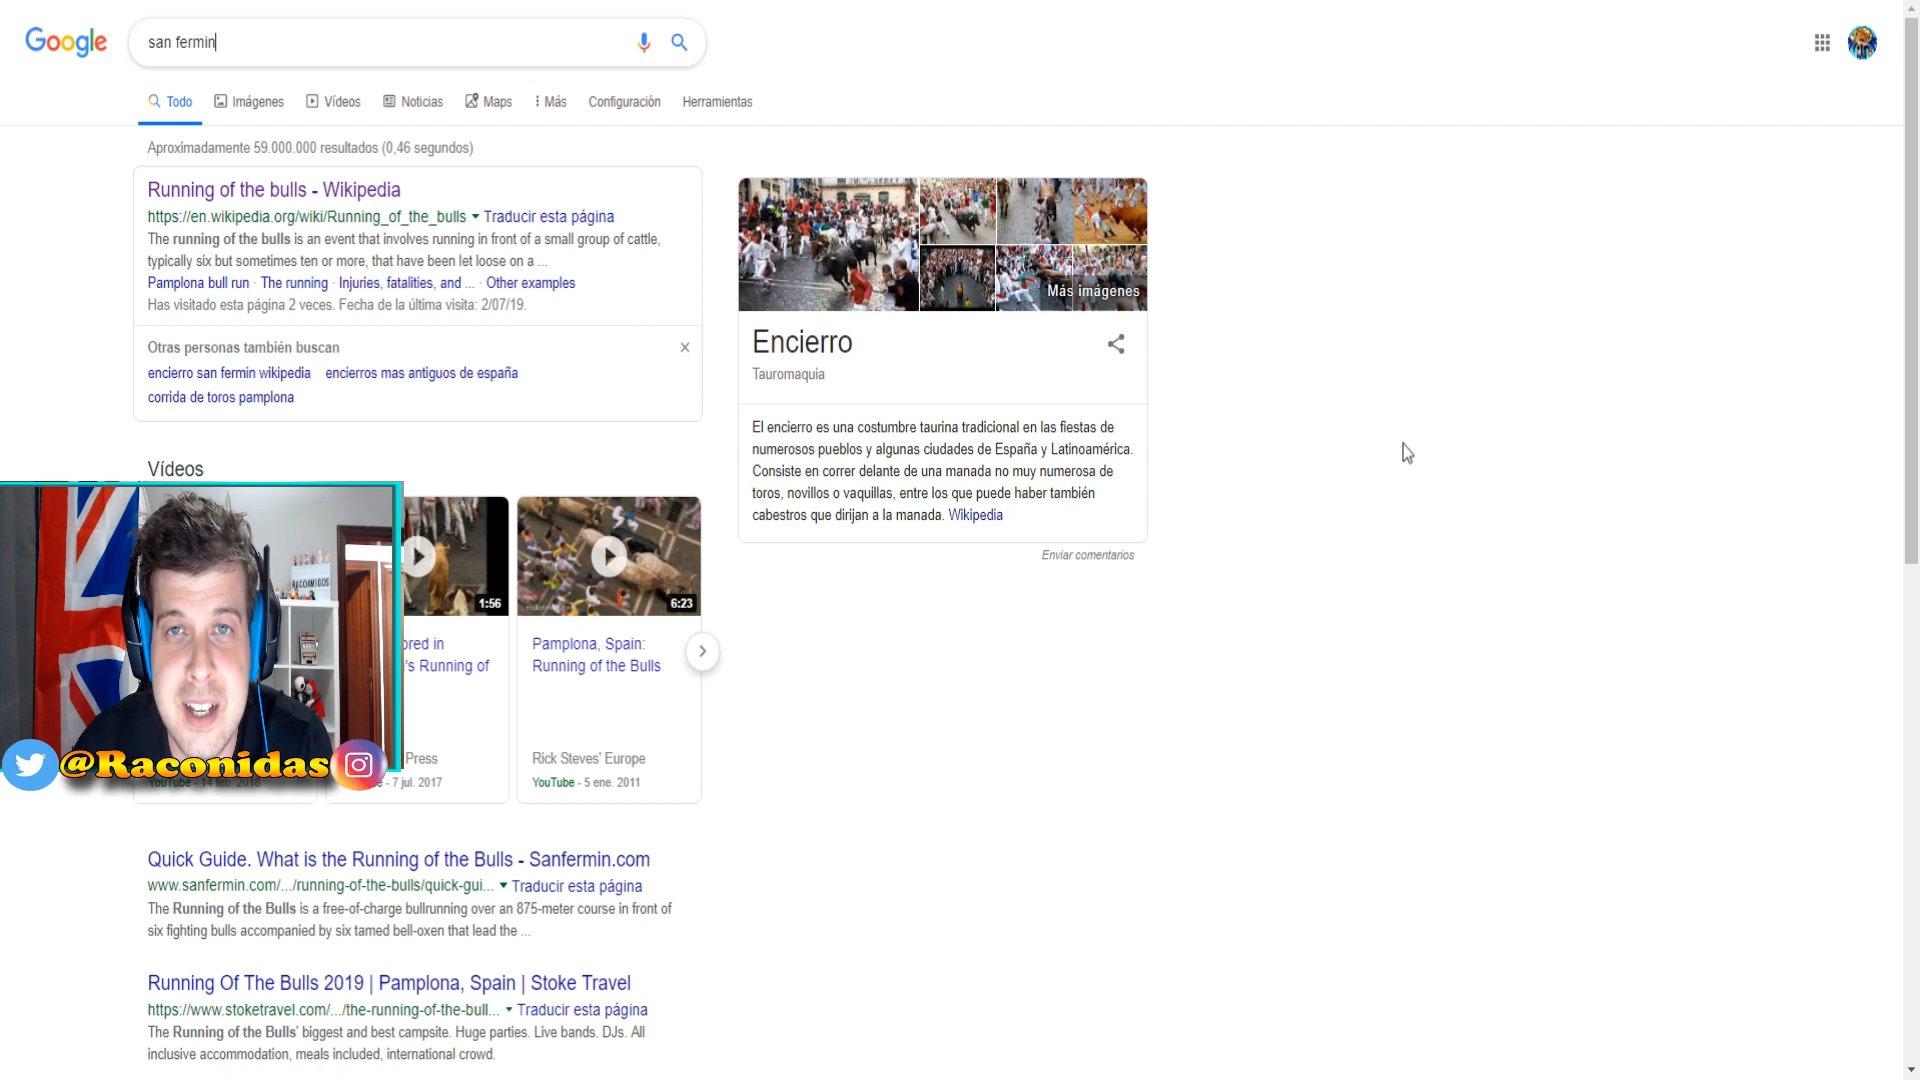 Google
san fermin
Todo
Imágenes
Vídeos
Noticias
Maps
Más
Configuración
Herramientas
Aproximadamente 59.000.000 resultados (0,46 segundos)
Running of the bulls - Wikipedia
https://en.wikipedia.org/wiki/Running_of_the_bulls
Traducir esta página
The running of the bulls is an event that involves running in front of a small group of cattle,
typically six but sometimes ten or more, that have been let loose on a ...
Pamplona bull run · The running · Injuries, fatalities, and ... · Other examples
Has visitado esta página 2 veces. Fecha de la última visita: 2/07/19.
Otras personas también buscan
encierro san fermin wikipedia
encierros mas antiguos de españa
corrida de toros pamplona
Vídeos
RACOAMIGOS
1:56
6:23
ored in
's Running of
Press
e - 7 jul. 2017
Pamplona, Spain:
Running of the Bulls
Rick Steves' Europe
YouTube - 5 ene. 2011
@Raconidas
YouTube - 14 feb. 2018
Quick Guide. What is the Running of the Bulls - Sanfermin.com
www.sanfermin.com/.../running-of-the-bulls/quick-gui...
Traducir esta página
The Running of the Bulls is a free-of-charge bullrunning over an 875-meter course in front of
six fighting bulls accompanied by six tamed bell-oxen that lead the ...
Running Of The Bulls 2019 | Pamplona, Spain | Stoke Travel
https://www.stoketravel.com/.../the-running-of-the-bull...
Traducir esta página
The Running of the Bulls' biggest and best campsite. Huge parties. Live bands. DJs. All
inclusive accommodation, meals included, international crowd.
Más imágenes
Encierro
Tauromaquia
El encierro es una costumbre taurina tradicional en las fiestas de
numerosos pueblos y algunas ciudades de España y Latinoamérica.
Consiste en correr delante de una manada no muy numerosa de
toros, novillos o vaquillas, entre los que puede haber también
cabestros que dirijan a la manada. Wikipedia
Enviar comentarios